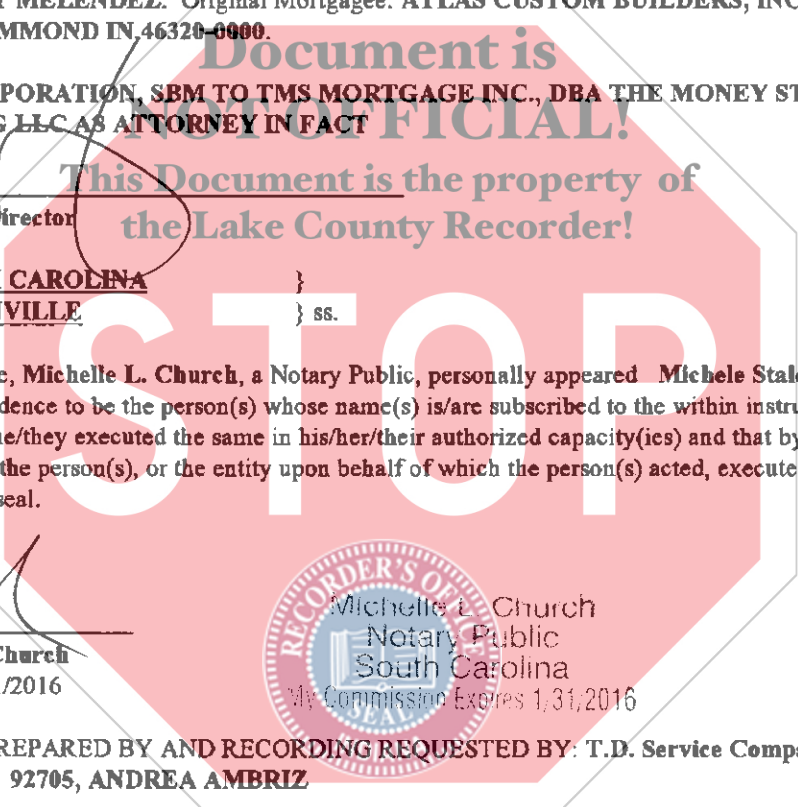 MELENDEZ. Original Mortgagee: ATLAS CUSTOM BUILDERS, INC
MMOND IN,46320-0000.
Document is
PORATION, SBM TO TMS MORTGAGE INC., DBA THE MONEY ST
NOT OFFICIAL!
LLC AS ATTORNEY IN FACT
This Document is the property of
the Lake County Recorder!
Director
CAROLINA }
VILLE } ss.
STOP
e, Michelle L. Church, a Notary Public, personally appeared Michele Stal
dence to be the person(s) whose name(s) is/are subscribed to the within instru
ne/they executed the same in his/her/their authorized capacity(ies) and that by
the person(s), or the entity upon behalf of which the person(s) acted, execute
seal.
RECORDER'S OFFICE
SEAL
Michelle L. Church
Notary Public
South Carolina
My Commission Expires 1/31/2016
Church
/2016
REPARED BY AND RECORDING REQUESTED BY: T.D. Service Compa
92705, ANDREA AMBRIZ